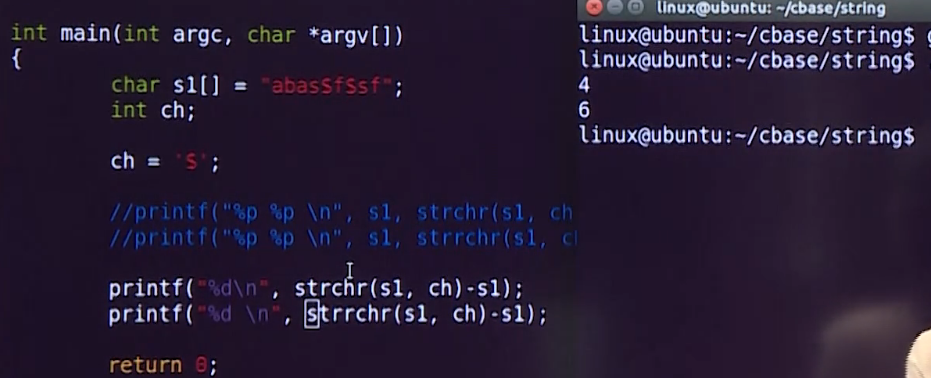 int main(int argc, char *argv[])
{
char s1[] = "abasSfSsf";
int ch;
ch = 'S';
//printf("%p %p \n", s1, strchr(s1, ch
//printf("%p %p \n", s1, strrchr(s1, c
printf("%d\n", strchr(s1, ch)-s1);
printf("%d \n", strrchr(s1, ch)-s1);
return 0;
linux@ubuntu: ~/cbase/string
linux@ubuntu:~/cbase/string$ g
linux@ubuntu:~/cbase/string$
4
6
linux@ubuntu:~/cbase/string$